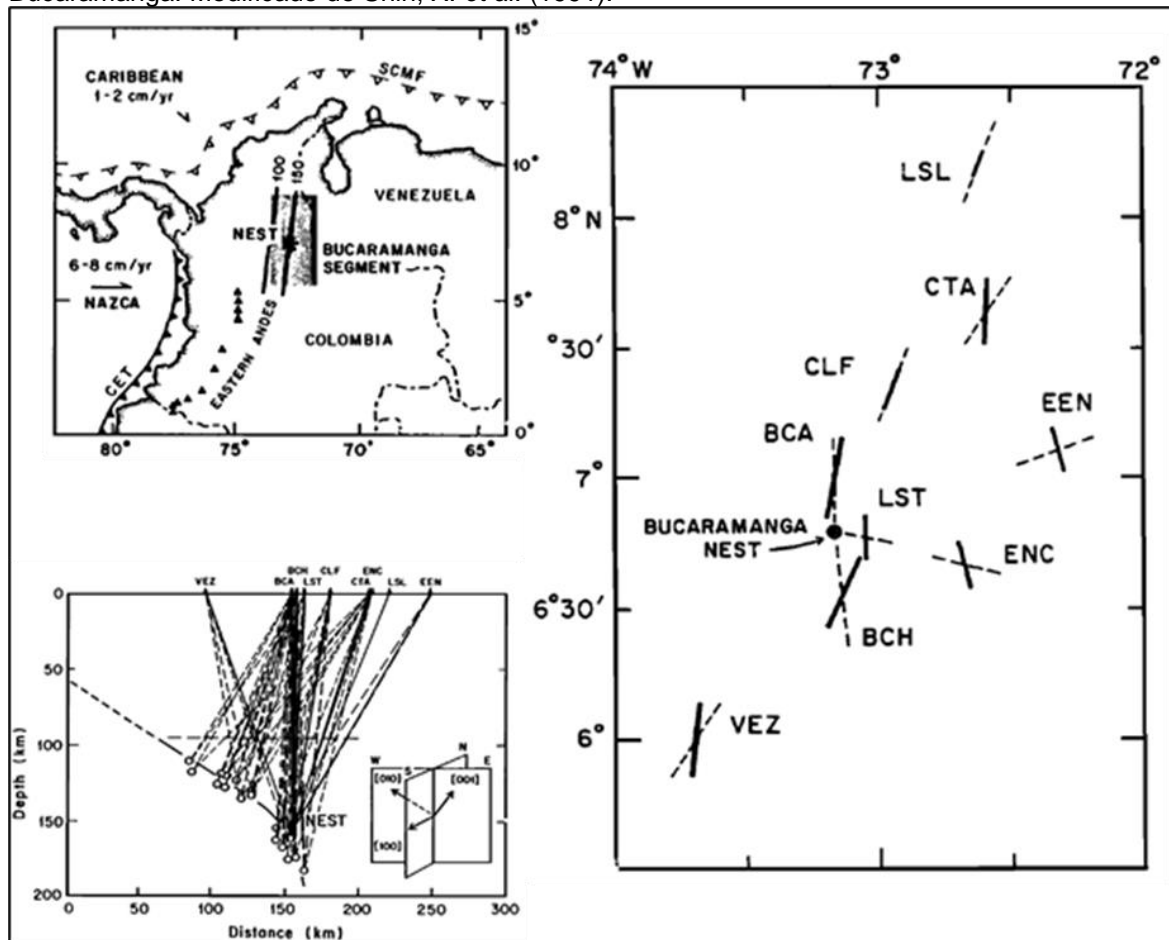 Bucaramanga. Modificado de Shih, R. et al. (1991).
15°
CARIBBEAN
1-2 cm/yr
SCMF
100
150
10°
VENEZUELA
NEST
BUCARAMANGA
SEGMENT
6-8 cm/yr
NAZCA
5°
COLOMBIA
EASTERN ANDES
CET
0°
80°
75°
70°
65°
74°W
73°
72°
LSL
8°N
CTA
°30'
CLF
EEN
BCA
7°
LST
BUCARAMANGA
NEST
ENC
6°30'
BCH
VEZ
6°
VEZ
BCH
BCA
LST
CLF
ENC
CTA
LSL
EEN
0
50
100
150
200
Depth (km)
NEST
N
W
S
E
[010]
[001]
[100]
0
50
100
150
200
250
300
Distance (km)